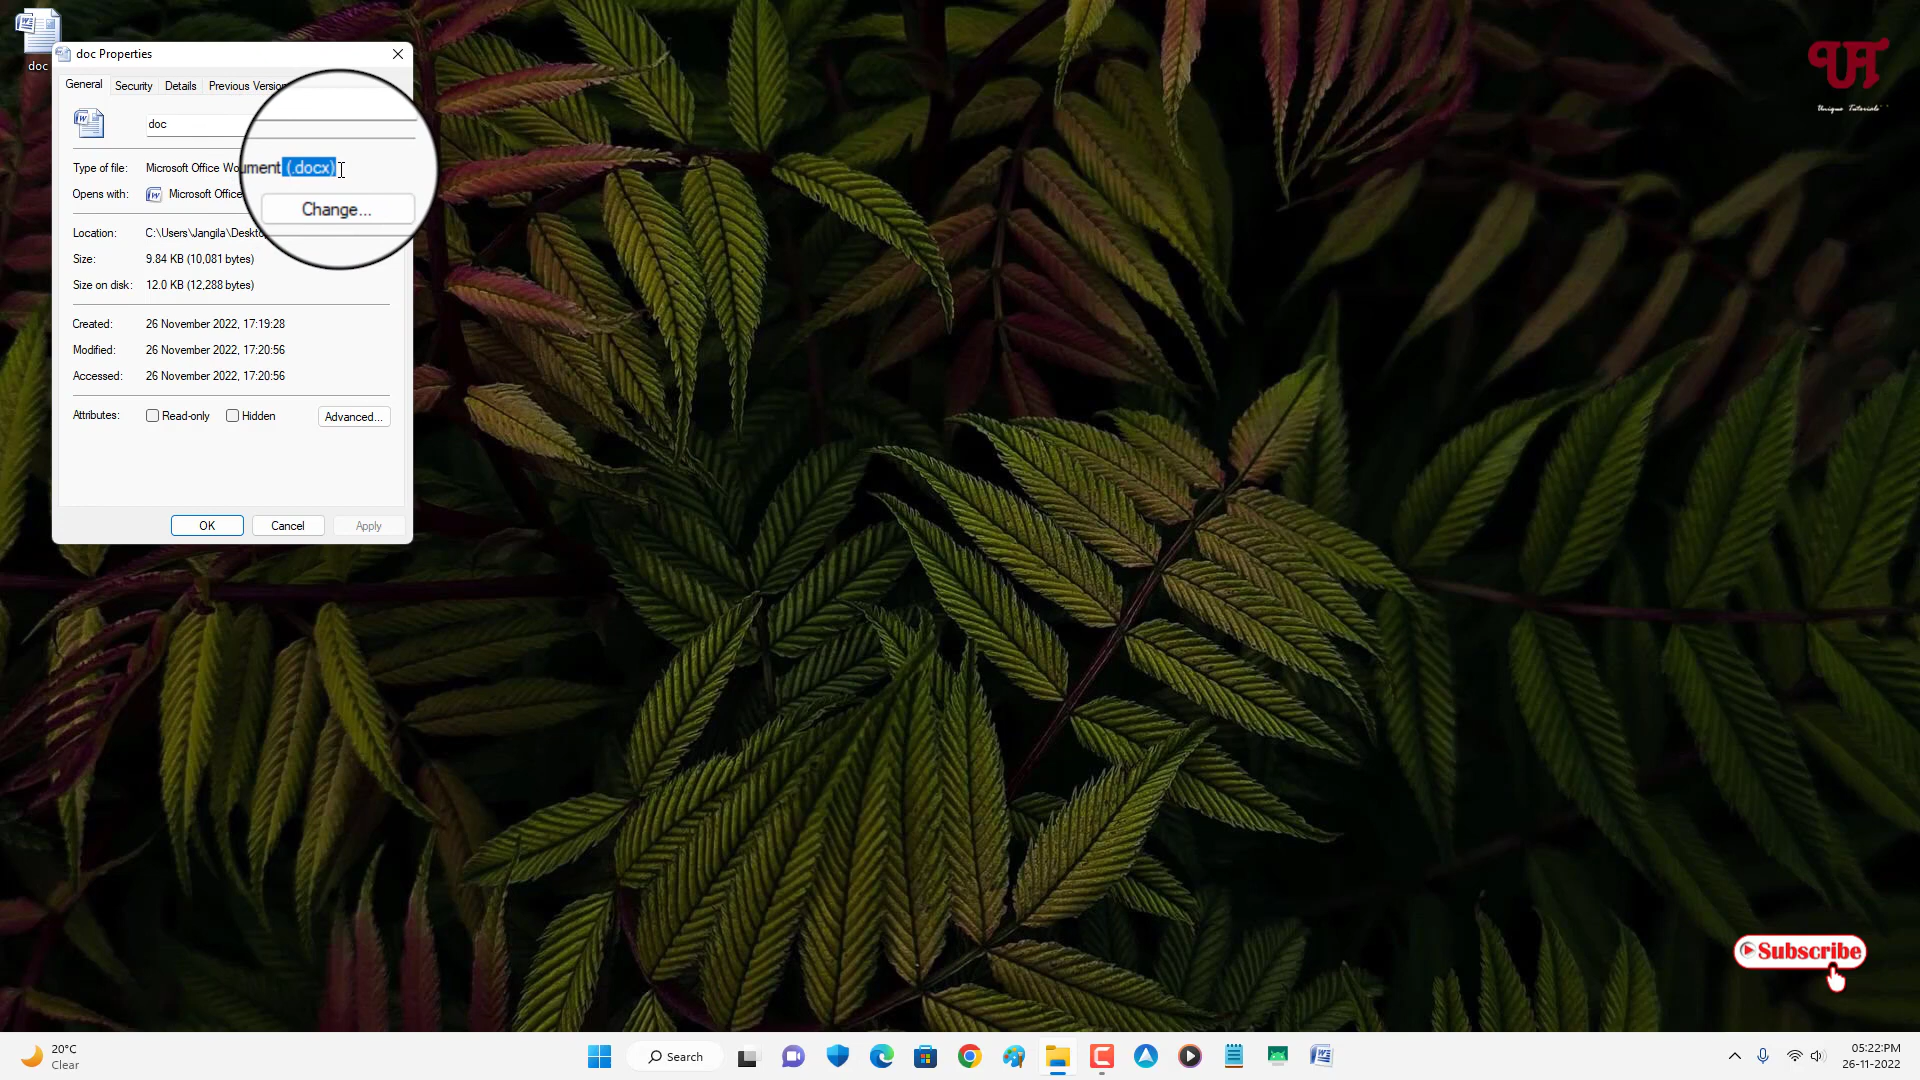 doc
doc Properties
General Security Details Previous Version
doc
Type of file: Microsoft Office Wo ument (.docx)
Opens with: Microsoft Office
Change...
Location: C:\Users\Jangila\Deskto
Size: 9.84 KB (10,081 bytes)
Size on disk: 12.0 KB (12,288 bytes)
Created: 26 November 2022, 17:19:28
Modified: 26 November 2022, 17:20:56
Accessed: 26 November 2022, 17:20:56
Attributes: Read-only Hidden Advanced...
OK Cancel Apply
UT
Unique Tutorials
Subscribe
20°C
Clear
Search
05:22:PM
26-11-2022